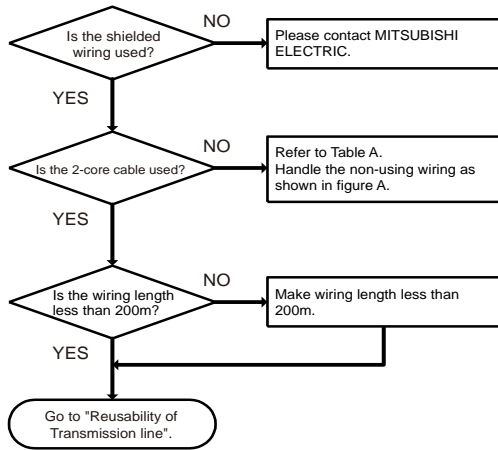 Is the shielded
wiring used?
NO
Please contact MITSUBISHI
ELECTRIC.
YES
Is the 2-core cable used?
NO
Refer to Table A.
Handle the non-using wiring as
shown in figure A.
YES
Is the wiring length
less than 200m?
NO
Make wiring length less than
200m.
YES
Go to "Reusability of
Transmission line".